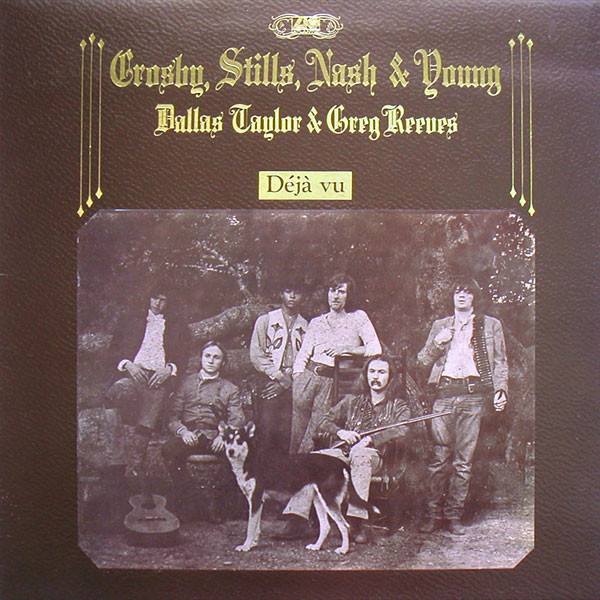 Crosby, Stills, Nash & Young
Dallas Taylor & Greg Reeves
Déjà vu